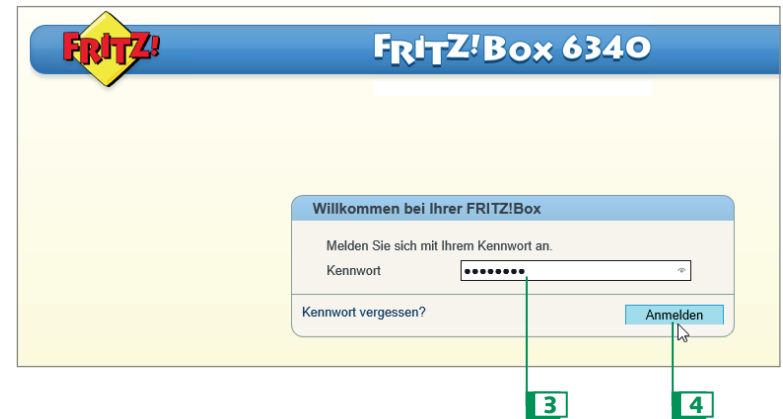 FRITZ!
FRITZ!Box 6340
Willkommen bei Ihrer FRITZ!Box
Melden Sie sich mit Ihrem Kennwort an.
Kennwort ••••••••
Kennwort vergessen? Anmelden
3 4